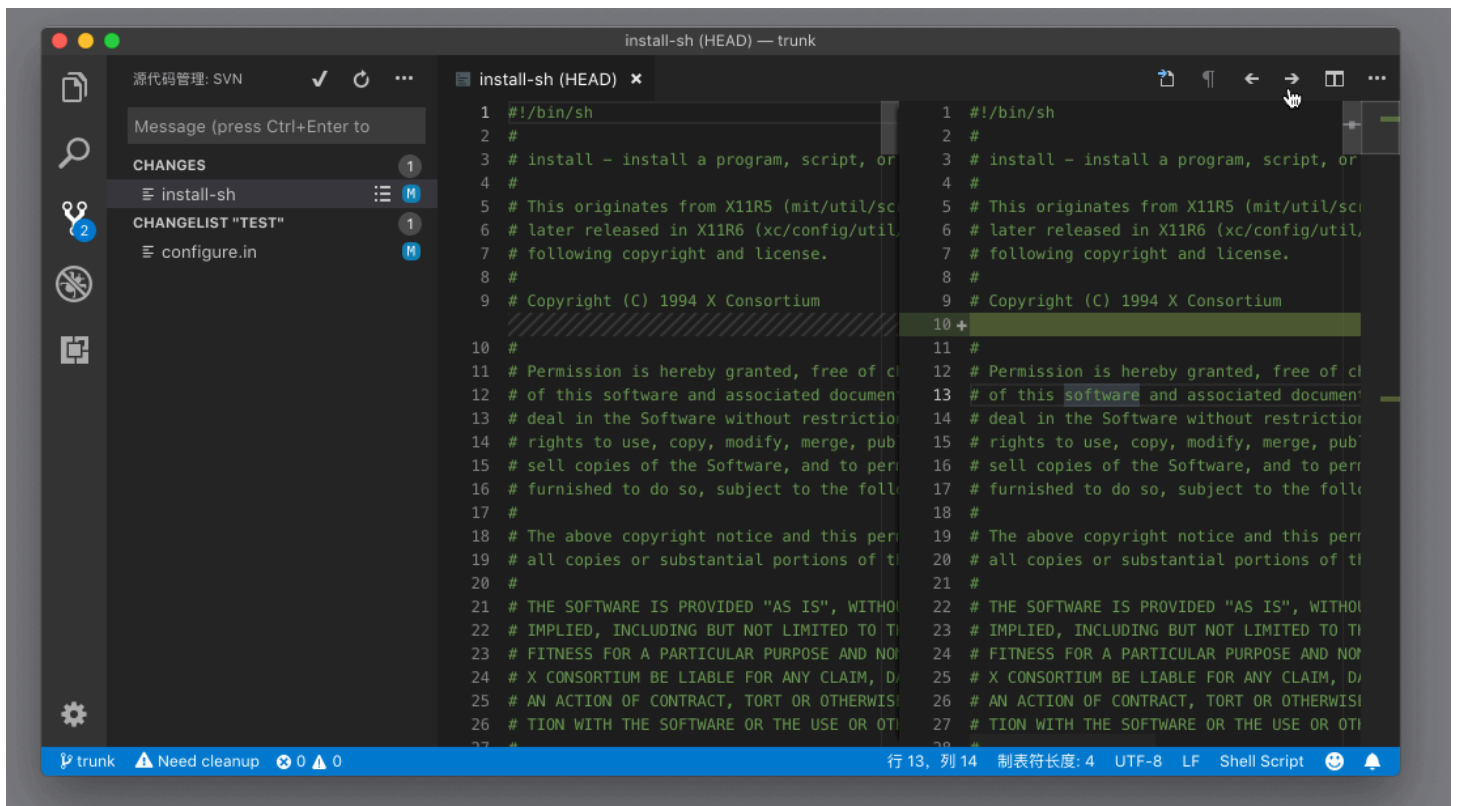 install-sh (HEAD) — trunk
源代码管理: SVN
Message (press Ctrl+Enter to
CHANGES 1
install-sh M
CHANGELIST "TEST" 1
configure.in M
2
install-sh (HEAD)
1 #!/bin/sh
2 #
3 # install - install a program, script, or
4 #
5 # This originates from X11R5 (mit/util/sc
6 # later released in X11R6 (xc/config/util
7 # following copyright and license.
8 #
9 # Copyright (C) 1994 X Consortium
10 #
11 # Permission is hereby granted, free of
12 # of this software and associated documen
13 # deal in the Software without restrictio
14 # rights to use, copy, modify, merge, pub
15 # sell copies of the Software, and to per
16 # furnished to do so, subject to the foll
17 #
18 # The above copyright notice and this per
19 # all copies or substantial portions of
20 #
21 # THE SOFTWARE IS PROVIDED "AS IS", WITHO
22 # IMPLIED, INCLUDING BUT NOT LIMITED TO
23 # FITNESS FOR A PARTICULAR PURPOSE AND NO
24 # X CONSORTIUM BE LIABLE FOR ANY CLAIM, D
25 # AN ACTION OF CONTRACT, TORT OR OTHERWIS
26 # TION WITH THE SOFTWARE OR THE USE OR OT
27 #
1 #!/bin/sh
2 #
3 # install - install a program, script, or
4 #
5 # This originates from X11R5 (mit/util/sc
6 # later released in X11R6 (xc/config/util/
7 # following copyright and license.
8 #
9 # Copyright (C) 1994 X Consortium
10 +
11 #
12 # Permission is hereby granted, free of
13 # of this software and associated document
14 # deal in the Software without restriction
15 # rights to use, copy, modify, merge, publ
16 # sell copies of the Software, and to per
17 # furnished to do so, subject to the follo
18 #
19 # The above copyright notice and this per
20 # all copies or substantial portions of th
21 #
22 # THE SOFTWARE IS PROVIDED "AS IS", WITHOU
23 # IMPLIED, INCLUDING BUT NOT LIMITED TO TH
24 # FITNESS FOR A PARTICULAR PURPOSE AND NON
25 # X CONSORTIUM BE LIABLE FOR ANY CLAIM, DA
26 # AN ACTION OF CONTRACT, TORT OR OTHERWISE
27 # TION WITH THE SOFTWARE OR THE USE OR OTH
28 #
trunk Need cleanup 0 0 行 13, 列 14 制表符长度: 4 UTF-8 LF Shell Script